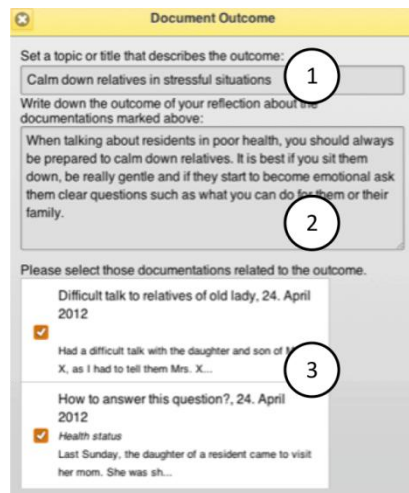 Document Outcome
Set a topic or title that describes the outcome:
Calm down relatives in stressful situations
1
Write down the outcome of your reflection about the
documentations marked above:
When talking about residents in poor health, you should always
be prepared to calm down relatives. It is best if you sit them
down, be really gentle and if they start to become emotional ask
them clear questions such as what you can do for them or their
family.
2
Please select those documentations related to the outcome.
Difficult talk to relatives of old lady, 24. April
2012
Had a difficult talk with the daughter and son of
X, as I had to tell them Mrs. X...
3
How to answer this question?, 24. April
2012
Health status
Last Sunday, the daughter of a resident came to visit
her mom. She was sh...